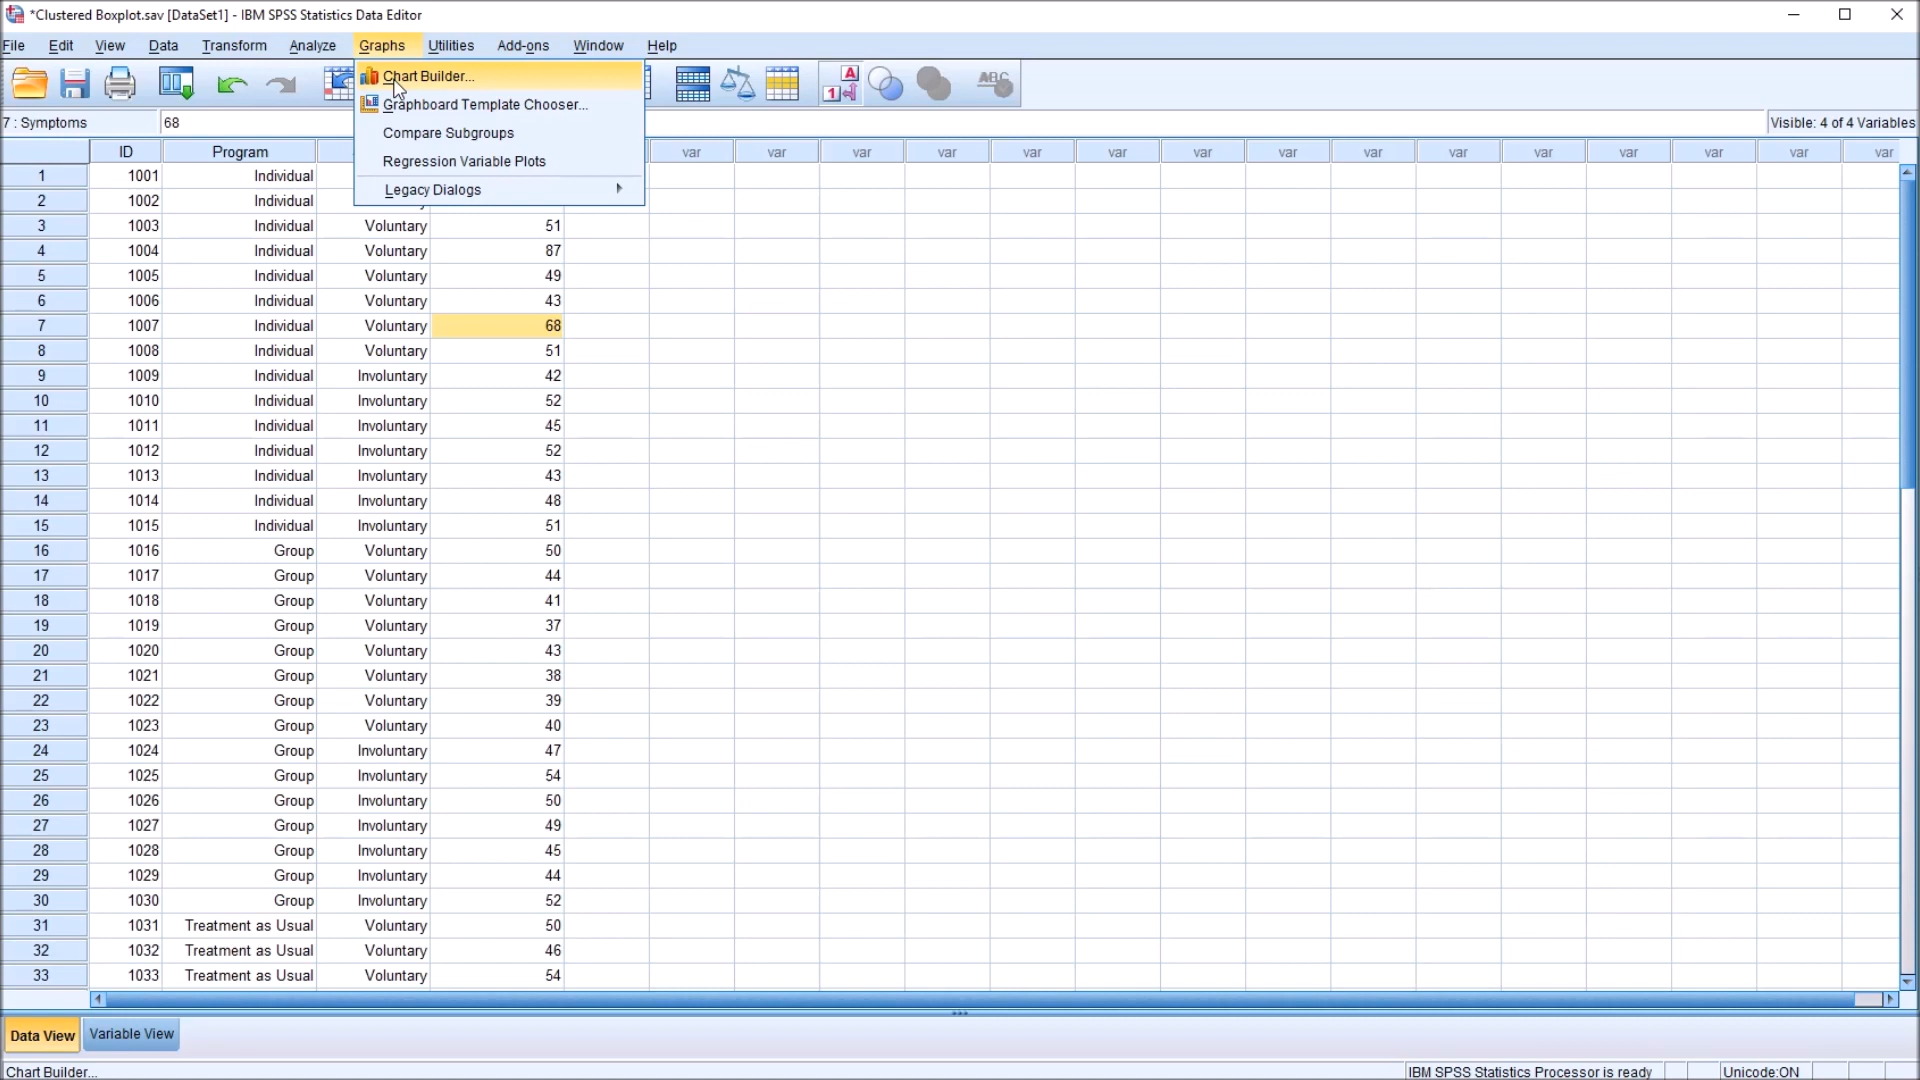 *Clustered Boxplot.sav [DataSet1] - IBM SPSS Statistics Data Editor
File Edit View Data Transform Analyze Graphs Utilities Add-ons Window Help
Chart Builder...
Graphboard Template Chooser...
Compare Subgroups
Regression Variable Plots
Legacy Dialogs
A
1
ABC
7 : Symptoms 68 Visible: 4 of 4 Variables
ID Program var var var var var var var var var var var var var var var
1 1001 Individual
2 1002 Individual
3 1003 Individual Voluntary 51
4 1004 Individual Voluntary 87
5 1005 Individual Voluntary 49
6 1006 Individual Voluntary 43
7 1007 Individual Voluntary 68
8 1008 Individual Voluntary 51
9 1009 Individual Involuntary 42
10 1010 Individual Involuntary 52
11 1011 Individual Involuntary 45
12 1012 Individual Involuntary 52
13 1013 Individual Involuntary 43
14 1014 Individual Involuntary 48
15 1015 Individual Involuntary 51
16 1016 Group Voluntary 50
17 1017 Group Voluntary 44
18 1018 Group Voluntary 41
19 1019 Group Voluntary 37
20 1020 Group Voluntary 43
21 1021 Group Voluntary 38
22 1022 Group Voluntary 39
23 1023 Group Voluntary 40
24 1024 Group Involuntary 47
25 1025 Group Involuntary 54
26 1026 Group Involuntary 50
27 1027 Group Involuntary 49
28 1028 Group Involuntary 45
29 1029 Group Involuntary 44
30 1030 Group Involuntary 52
31 1031 Treatment as Usual Voluntary 50
32 1032 Treatment as Usual Voluntary 46
33 1033 Treatment as Usual Voluntary 54
Data View Variable View
Chart Builder... IBM SPSS Statistics Processor is ready Unicode:ON